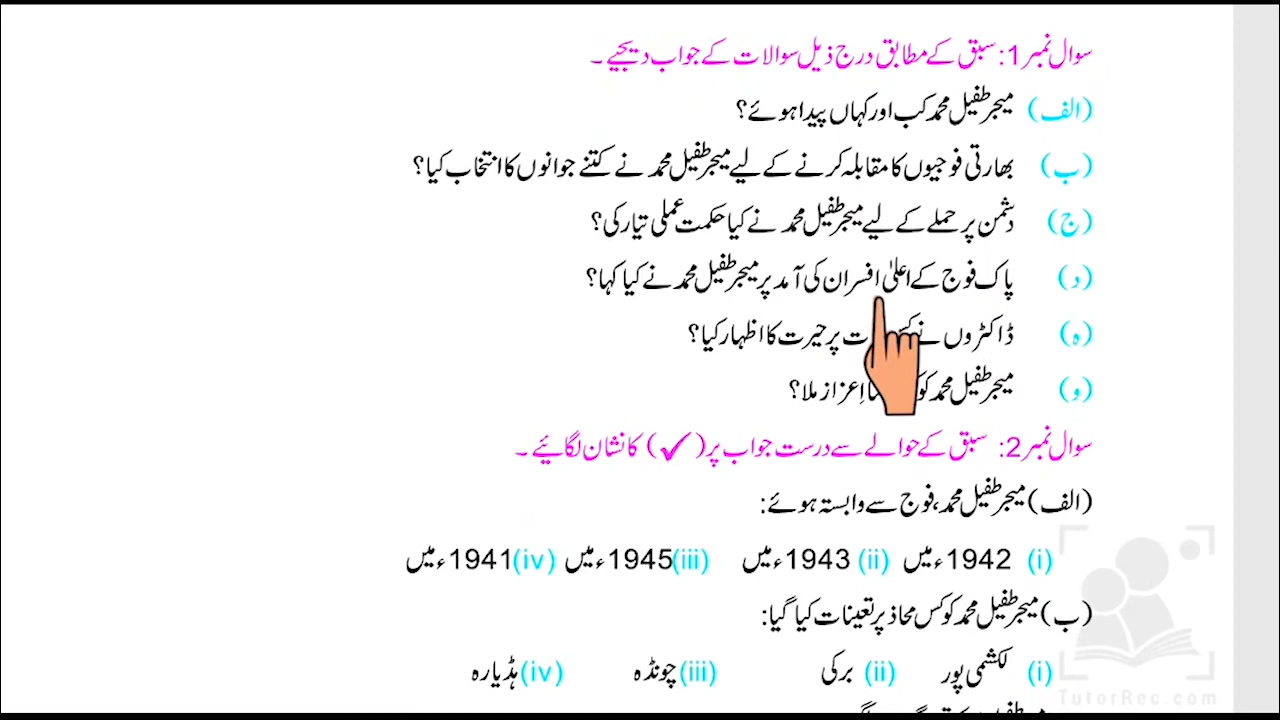 سوال نمبر 1: سبق کے مطابق درج ذیل سوالات کے جواب دیجیے ۔
(الف) میجر طفیل محمد کب اور کہاں پیدا ہوئے؟
(ب) بھارتی فوجیوں کا مقابلہ کرنے کے لیے میجر طفیل محمد نے کتنے جوانوں کا انتخاب کیا؟
(ج) دشمن پر حملے کے لیے میجر طفیل محمد نے کیا حکمت عملی تیار کی؟
(د) پاک فوج کے اعلیٰ افسران کی آمد پر میجر طفیل محمد نے کیا کہا؟
(ہ) ڈاکٹروں نے پر حیرت کا اظہار کیا؟
(و) میجر طفیل محمد کو اِعزاز ملا؟
سوال نمبر 2: سبق کے حوالے سے درست جواب پر (✓) کا نشان لگائیے ۔
(الف) میجر طفیل محمد، فوج سے وابستہ ہوئے:
(i) 1942ء میں (ii) 1943ء میں (iii) 1945ء میں (iv) 1941ء میں
(ب) میجر طفیل محمد کو کس محاذ پر تعینات کیا گیا:
(i) لکشمی پور (ii) برکی (iii) چونڈہ (iv) ہڈیارہ
TutorRec.com